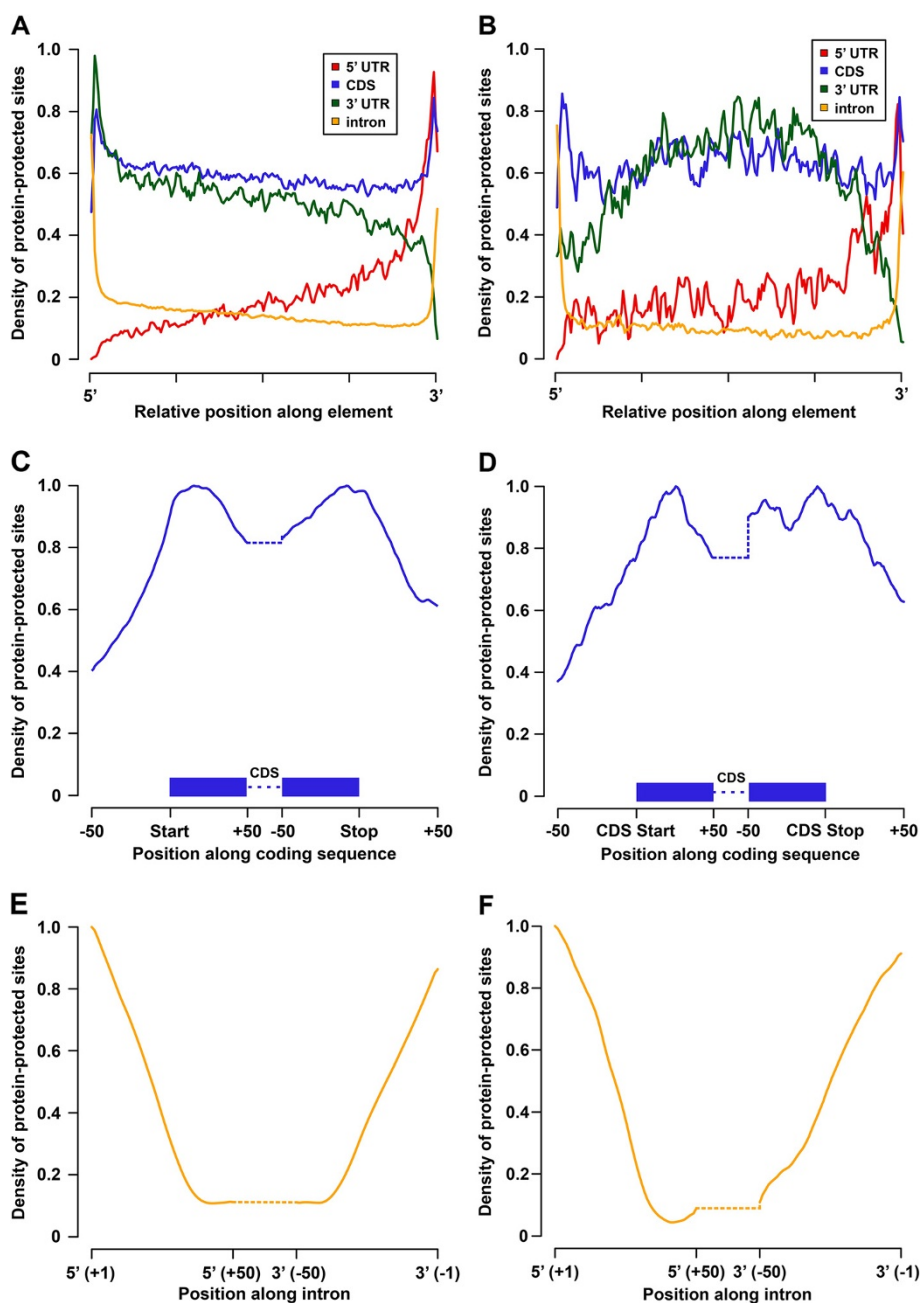 A
Density of protein-protected sites
1.0
0.8
0.6
0.4
0.2
0
5' UTR
CDS
3' UTR
intron
5'
3'
Relative position along element
B
Density of protein-protected sites
1.0
0.8
0.6
0.4
0.2
0
5' UTR
CDS
3' UTR
intron
5'
3'
Relative position along element
C
Density of protein-protected sites
1.0
0.8
0.6
0.4
0.2
0
CDS
-50 Start +50 -50 Stop +50
Position along coding sequence
D
Density of protein-protected sites
1.0
0.8
0.6
0.4
0.2
0
CDS
-50 CDS Start +50 -50 CDS Stop +50
Position along coding sequence
E
Density of protein-protected sites
1.0
0.8
0.6
0.4
0.2
0
5' (+1) 5' (+50) 3' (-50) 3' (-1)
Position along intron
F
Density of protein-protected sites
1.0
0.8
0.6
0.4
0.2
0
5' (+1) 5' (+50) 3' (-50) 3' (-1)
Position along intron